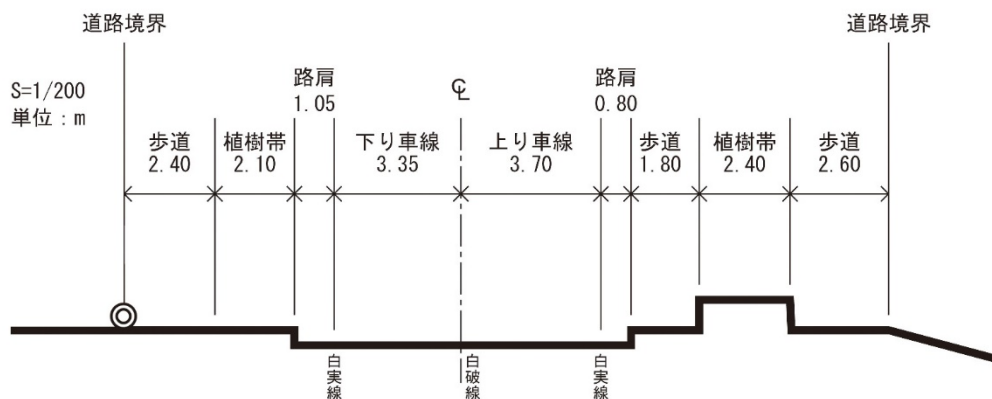 道路境界
道路境界
S=1/200
単位：m
路肩
1.05
℄
路肩
0.80
歩道
2.40
植樹帯
2.10
下り車線
3.35
上り車線
3.70
歩道
1.80
植樹帯
2.40
歩道
2.60
白実線
白破線
白実線